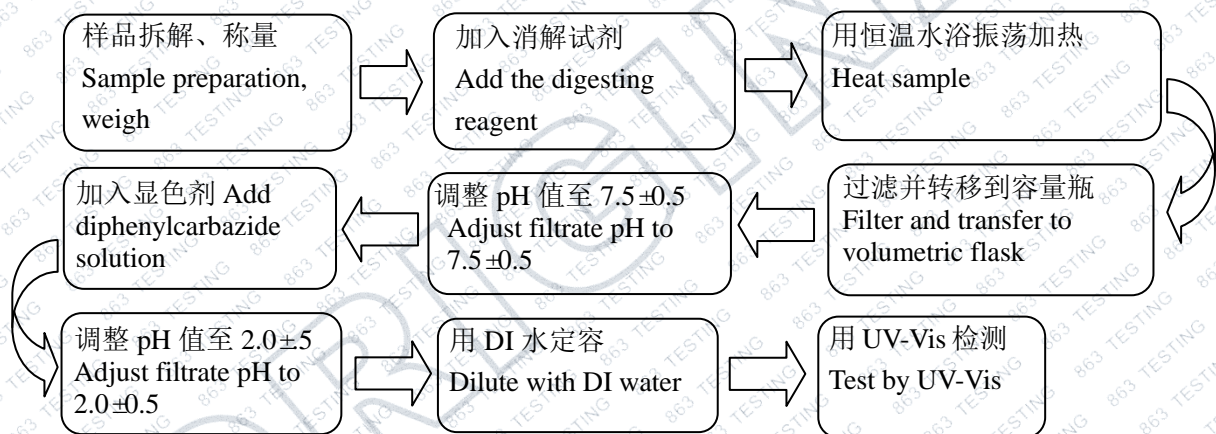 样品拆解、称量
Sample preparation,
weigh
加入消解试剂
Add the digesting
reagent
用恒温水浴振荡加热
Heat sample
过滤并转移到容量瓶
Filter and transfer to
volumetric flask
调整 pH 值至 7.5±0.5
Adjust filtrate pH to
7.5±0.5
加入显色剂 Add
diphenylcarbazide
solution
调整 pH 值至 2.0±.5
Adjust filtrate pH to
2.0±0.5
用 DI 水定容
Dilute with DI water
用 UV-Vis 检测
Test by UV-Vis
863 TESTING